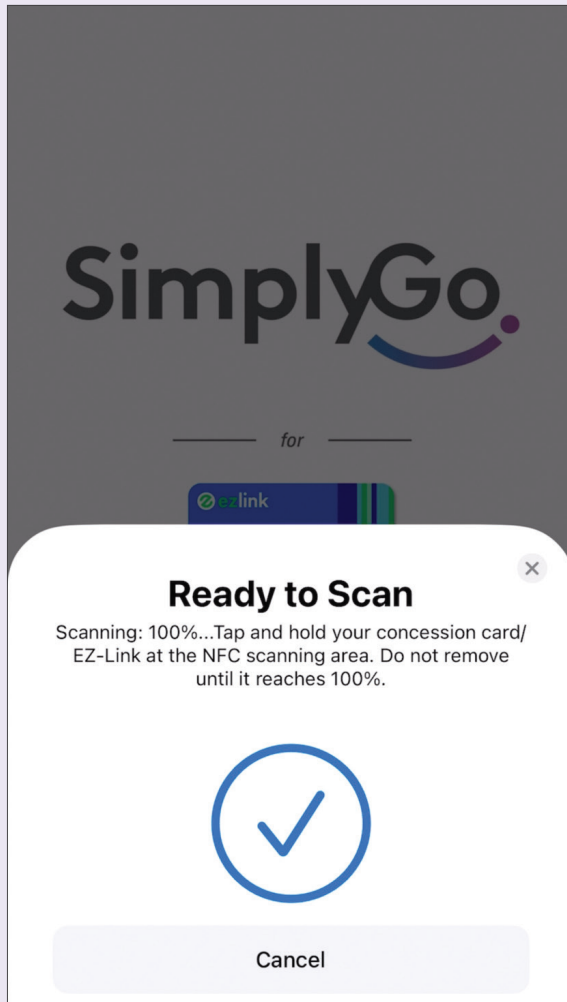 SimplyGo
for
ezlink
Ready to Scan
Scanning: 100%...Tap and hold your concession card/
EZ-Link at the NFC scanning area. Do not remove
until it reaches 100%.
Cancel